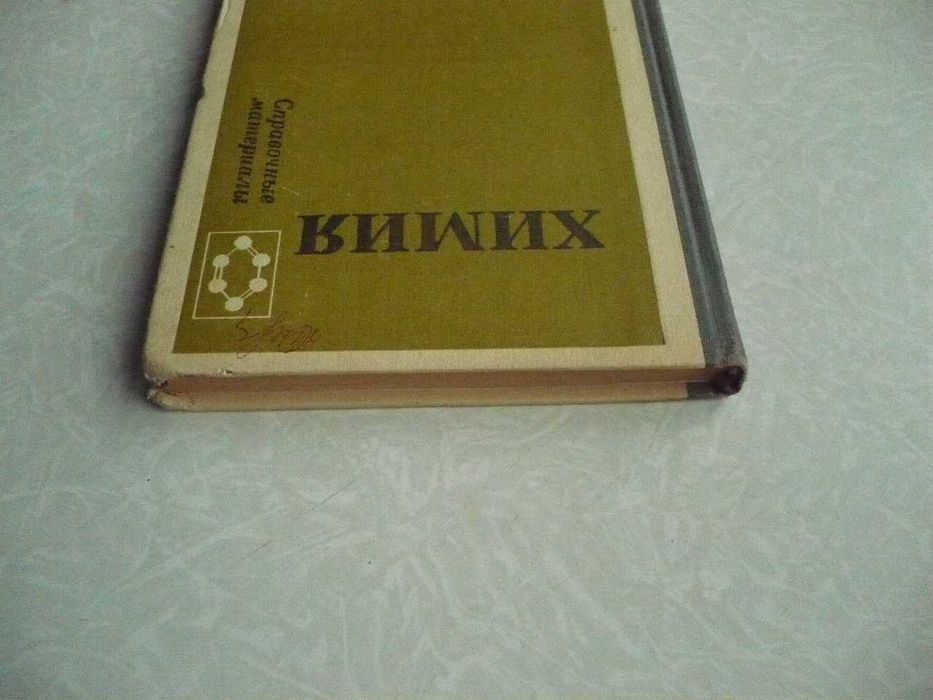 ХИМИЯ
Справочные
материалы